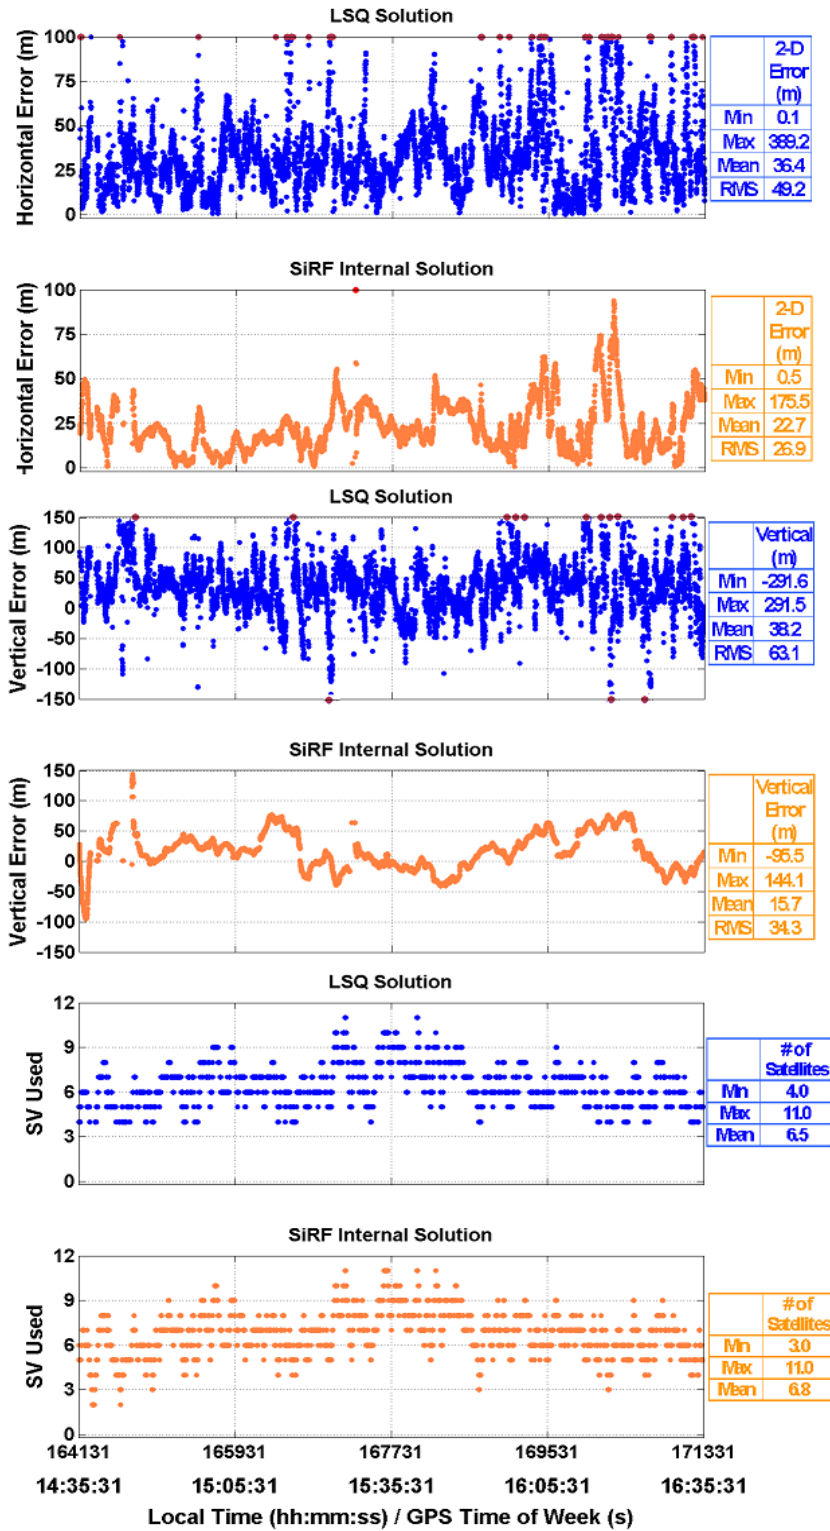 LSQ Solution
Horizontal Error (m)
100
75
50
25
0
2-D Error (m)
Min 0.1
Max 389.2
Mean 36.4
RMS 49.2
SiRF Internal Solution
Horizontal Error (m)
100
75
50
25
0
2-D Error (m)
Min 0.5
Max 175.5
Mean 22.7
RMS 26.9
LSQ Solution
Vertical Error (m)
150
100
50
0
-50
-100
-150
Vertical (m)
Min -291.6
Max 291.5
Mean 38.2
RMS 63.1
SiRF Internal Solution
Vertical Error (m)
150
100
50
0
-50
-100
-150
Vertical Error (m)
Min -95.5
Max 144.1
Mean 15.7
RMS 34.3
LSQ Solution
SV Used
12
9
6
3
0
# of Satellites
Min 4.0
Max 11.0
Mean 6.5
SiRF Internal Solution
SV Used
12
9
6
3
0
# of Satellites
Min 3.0
Max 11.0
Mean 6.8
164131 165931 167731 169531 171331
14:35:31 15:05:31 15:35:31 16:05:31 16:35:31
Local Time (hh:mm:ss) / GPS Time of Week (s)